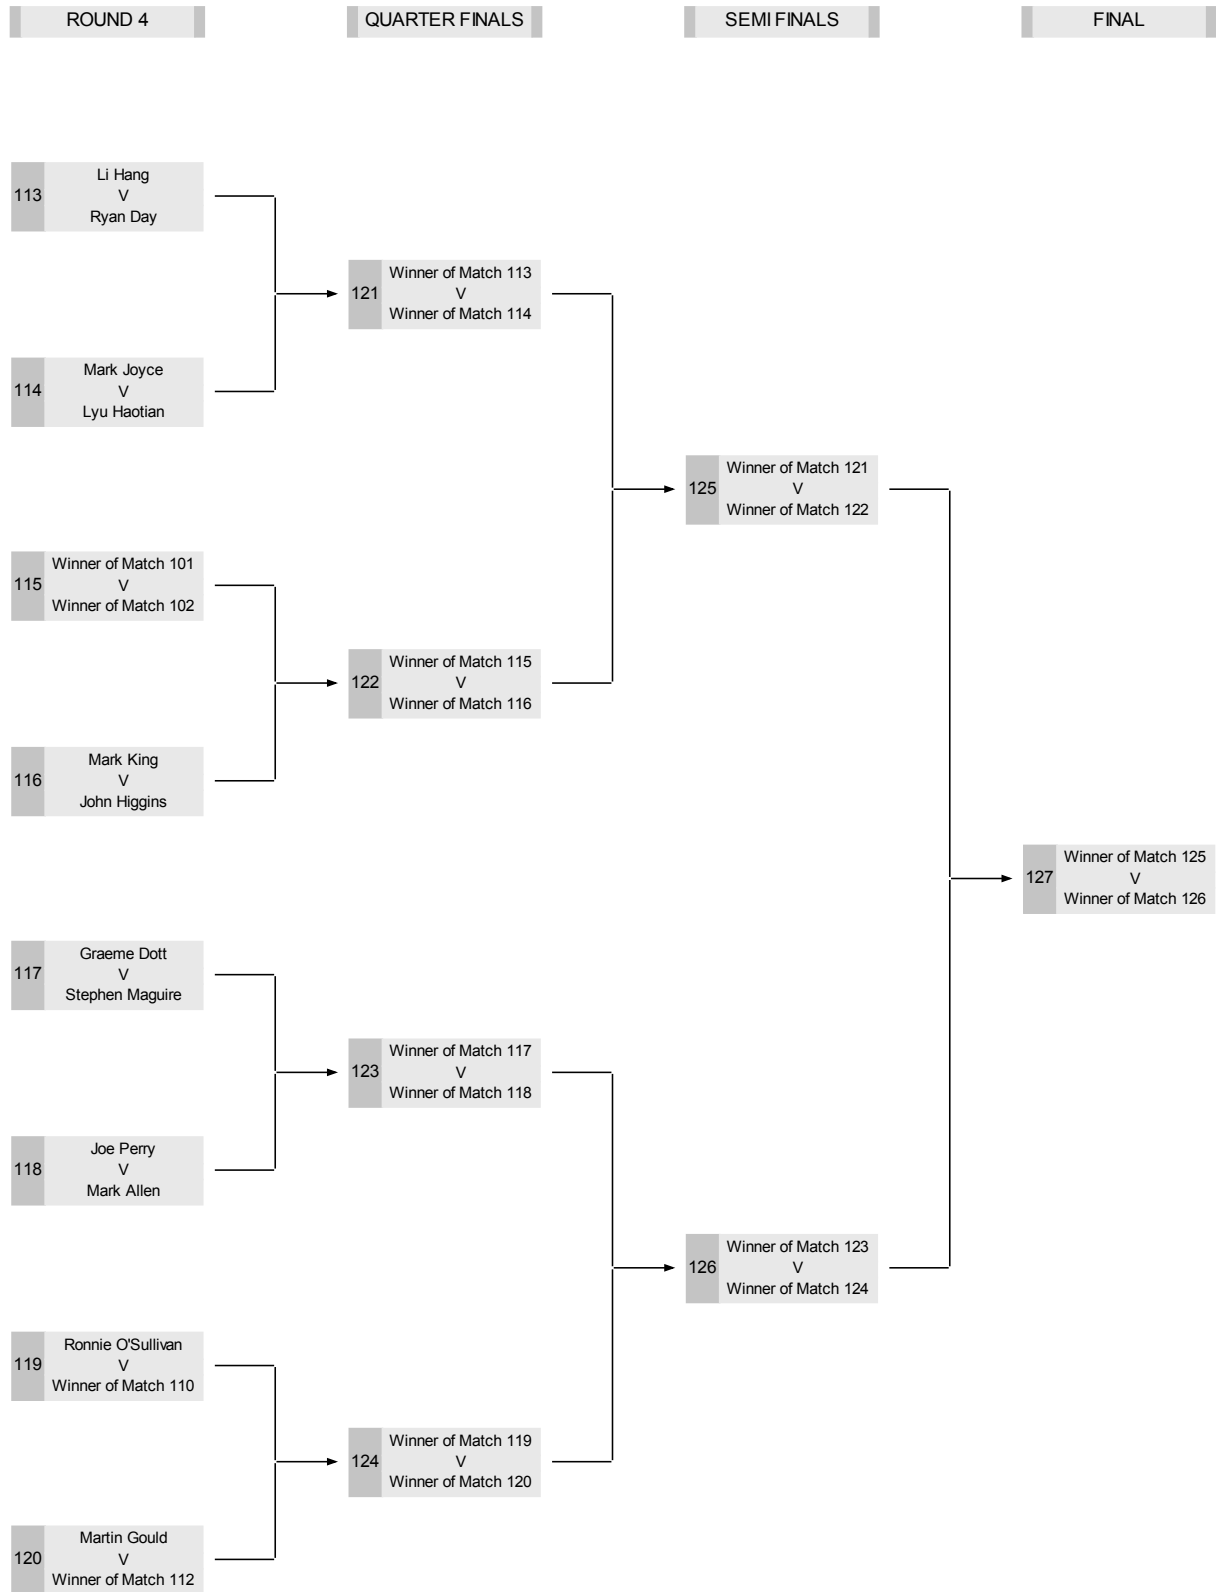 ROUND 4
QUARTER FINALS
SEMI FINALS
FINAL
113
Li Hang
V
Ryan Day
114
Mark Joyce
V
Lyu Haotian
115
Winner of Match 101
V
Winner of Match 102
116
Mark King
V
John Higgins
117
Graeme Dott
V
Stephen Maguire
118
Joe Perry
V
Mark Allen
119
Ronnie O'Sullivan
V
Winner of Match 110
120
Martin Gould
V
Winner of Match 112
121
Winner of Match 113
V
Winner of Match 114
122
Winner of Match 115
V
Winner of Match 116
123
Winner of Match 117
V
Winner of Match 118
124
Winner of Match 119
V
Winner of Match 120
125
Winner of Match 121
V
Winner of Match 122
126
Winner of Match 123
V
Winner of Match 124
127
Winner of Match 125
V
Winner of Match 126